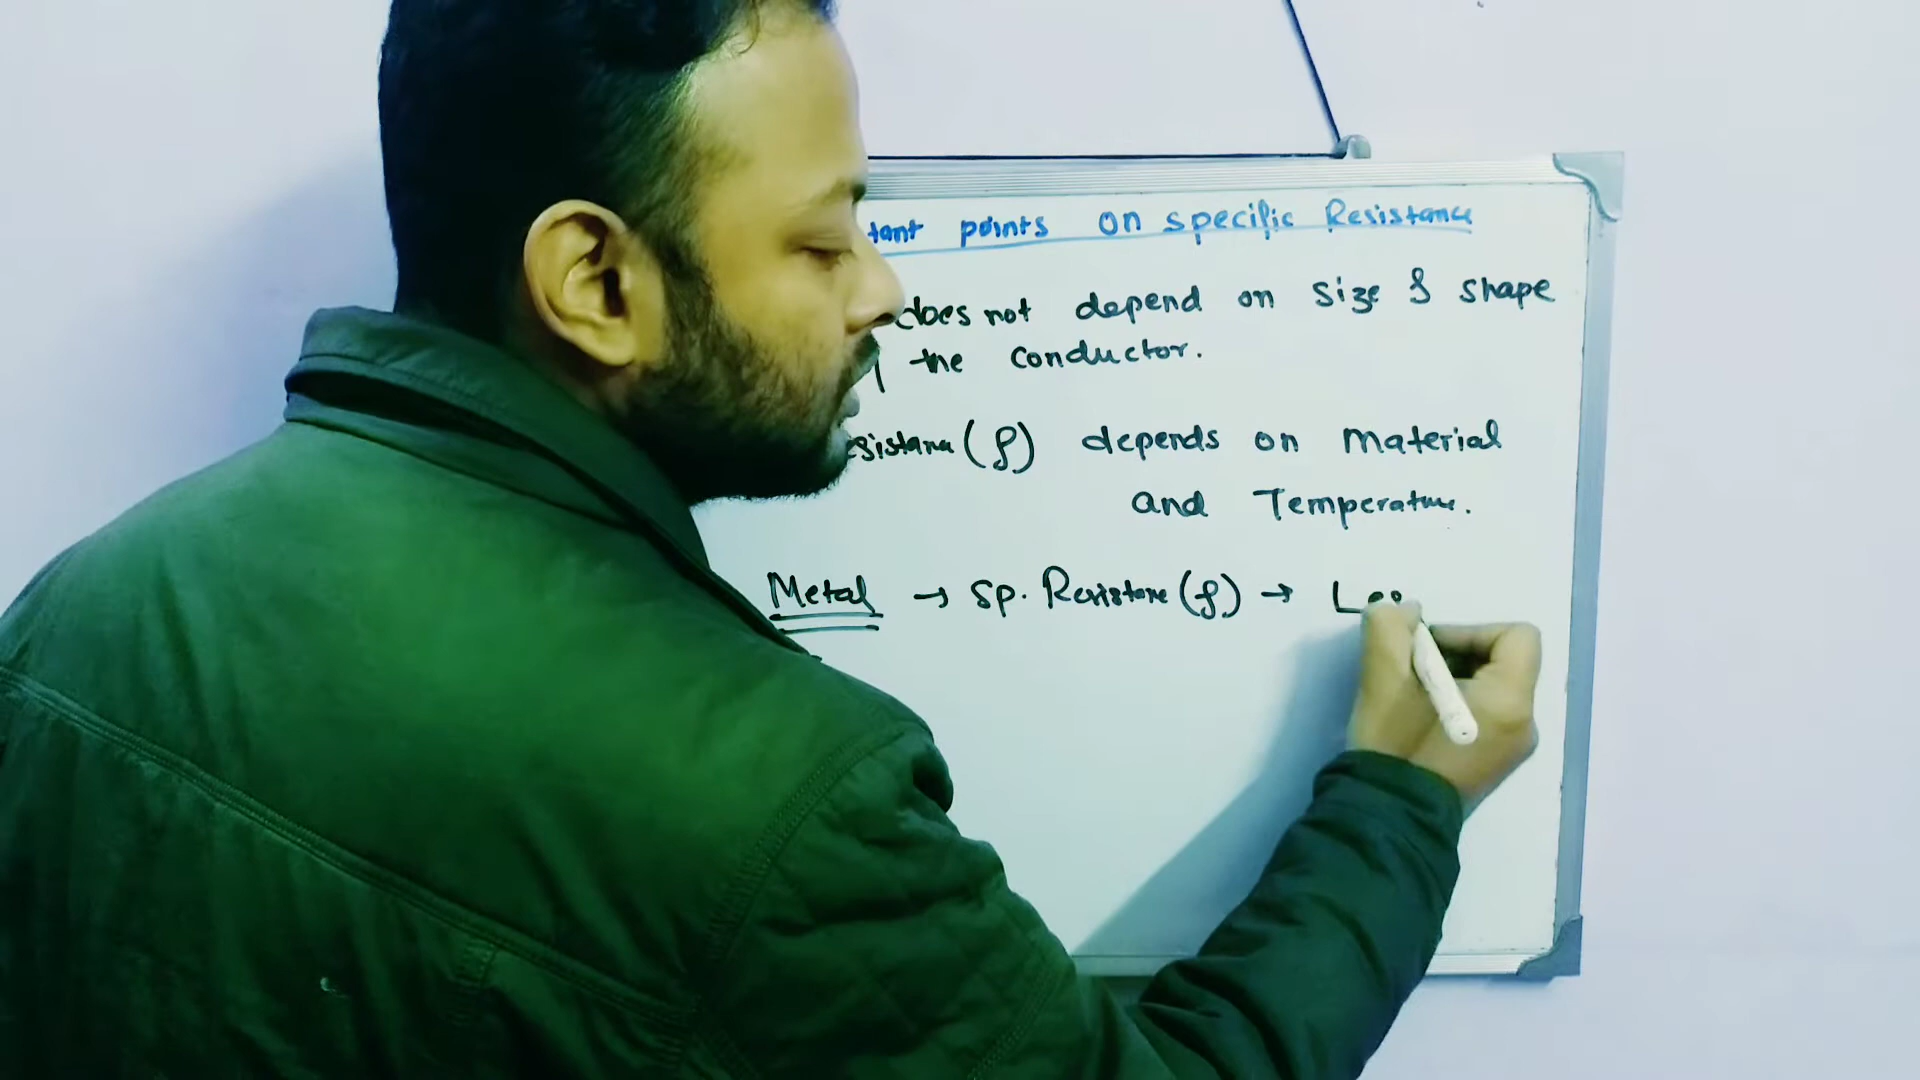 tant points on specific Resistance
does not depend on size & shape
the conductor.
(ρ) depends on Material
and Temperature.
Metal → Sp. Resistance (ρ) →